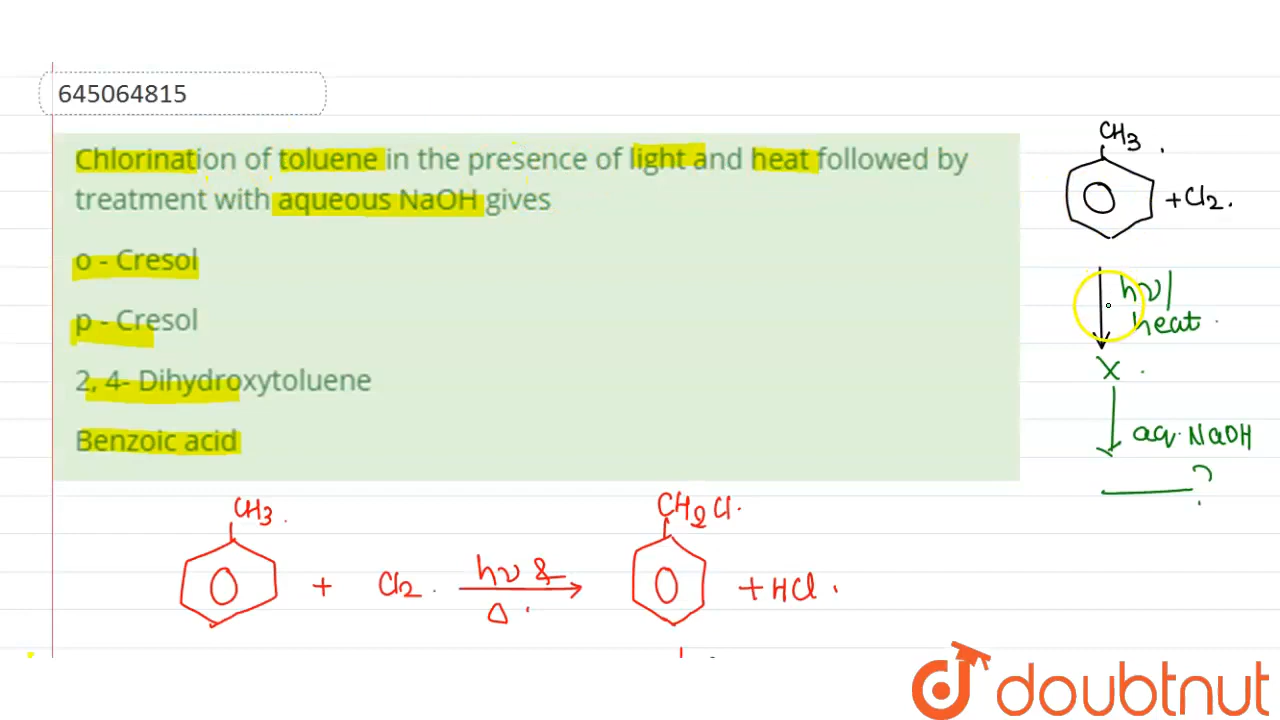 645064815
Chlorination of toluene in the presence of light and heat followed by
treatment with aqueous NaOH gives
o - Cresol
p - Cresol
2, 4- Dihydroxytoluene
Benzoic acid
CH3
+ Cl2.
hν/
heat
X
aq. NaOH
?
CH3.
+ Cl2. hν &
Δ
CH2Cl.
+ HCl.
doubtnut